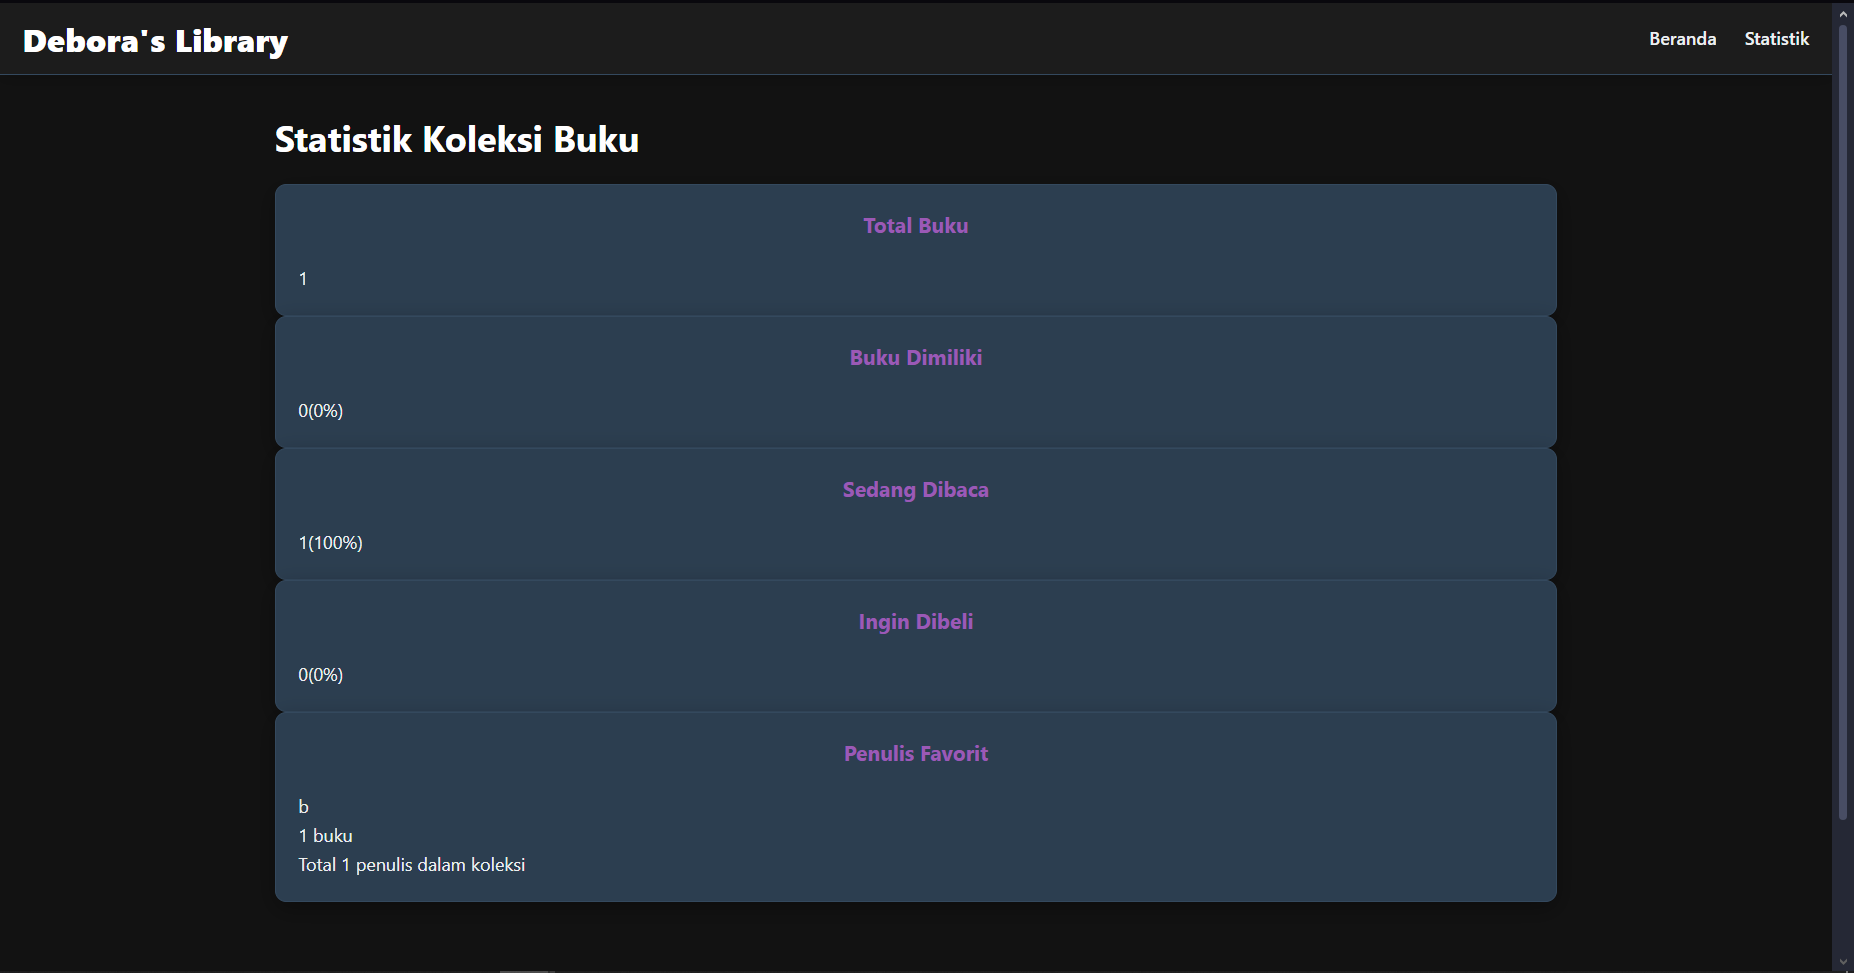 Debora's Library
Beranda Statistik
Statistik Koleksi Buku
Total Buku
1
Buku Dimiliki
0(0%)
Sedang Dibaca
1(100%)
Ingin Dibeli
0(0%)
Penulis Favorit
b
1 buku
Total 1 penulis dalam koleksi